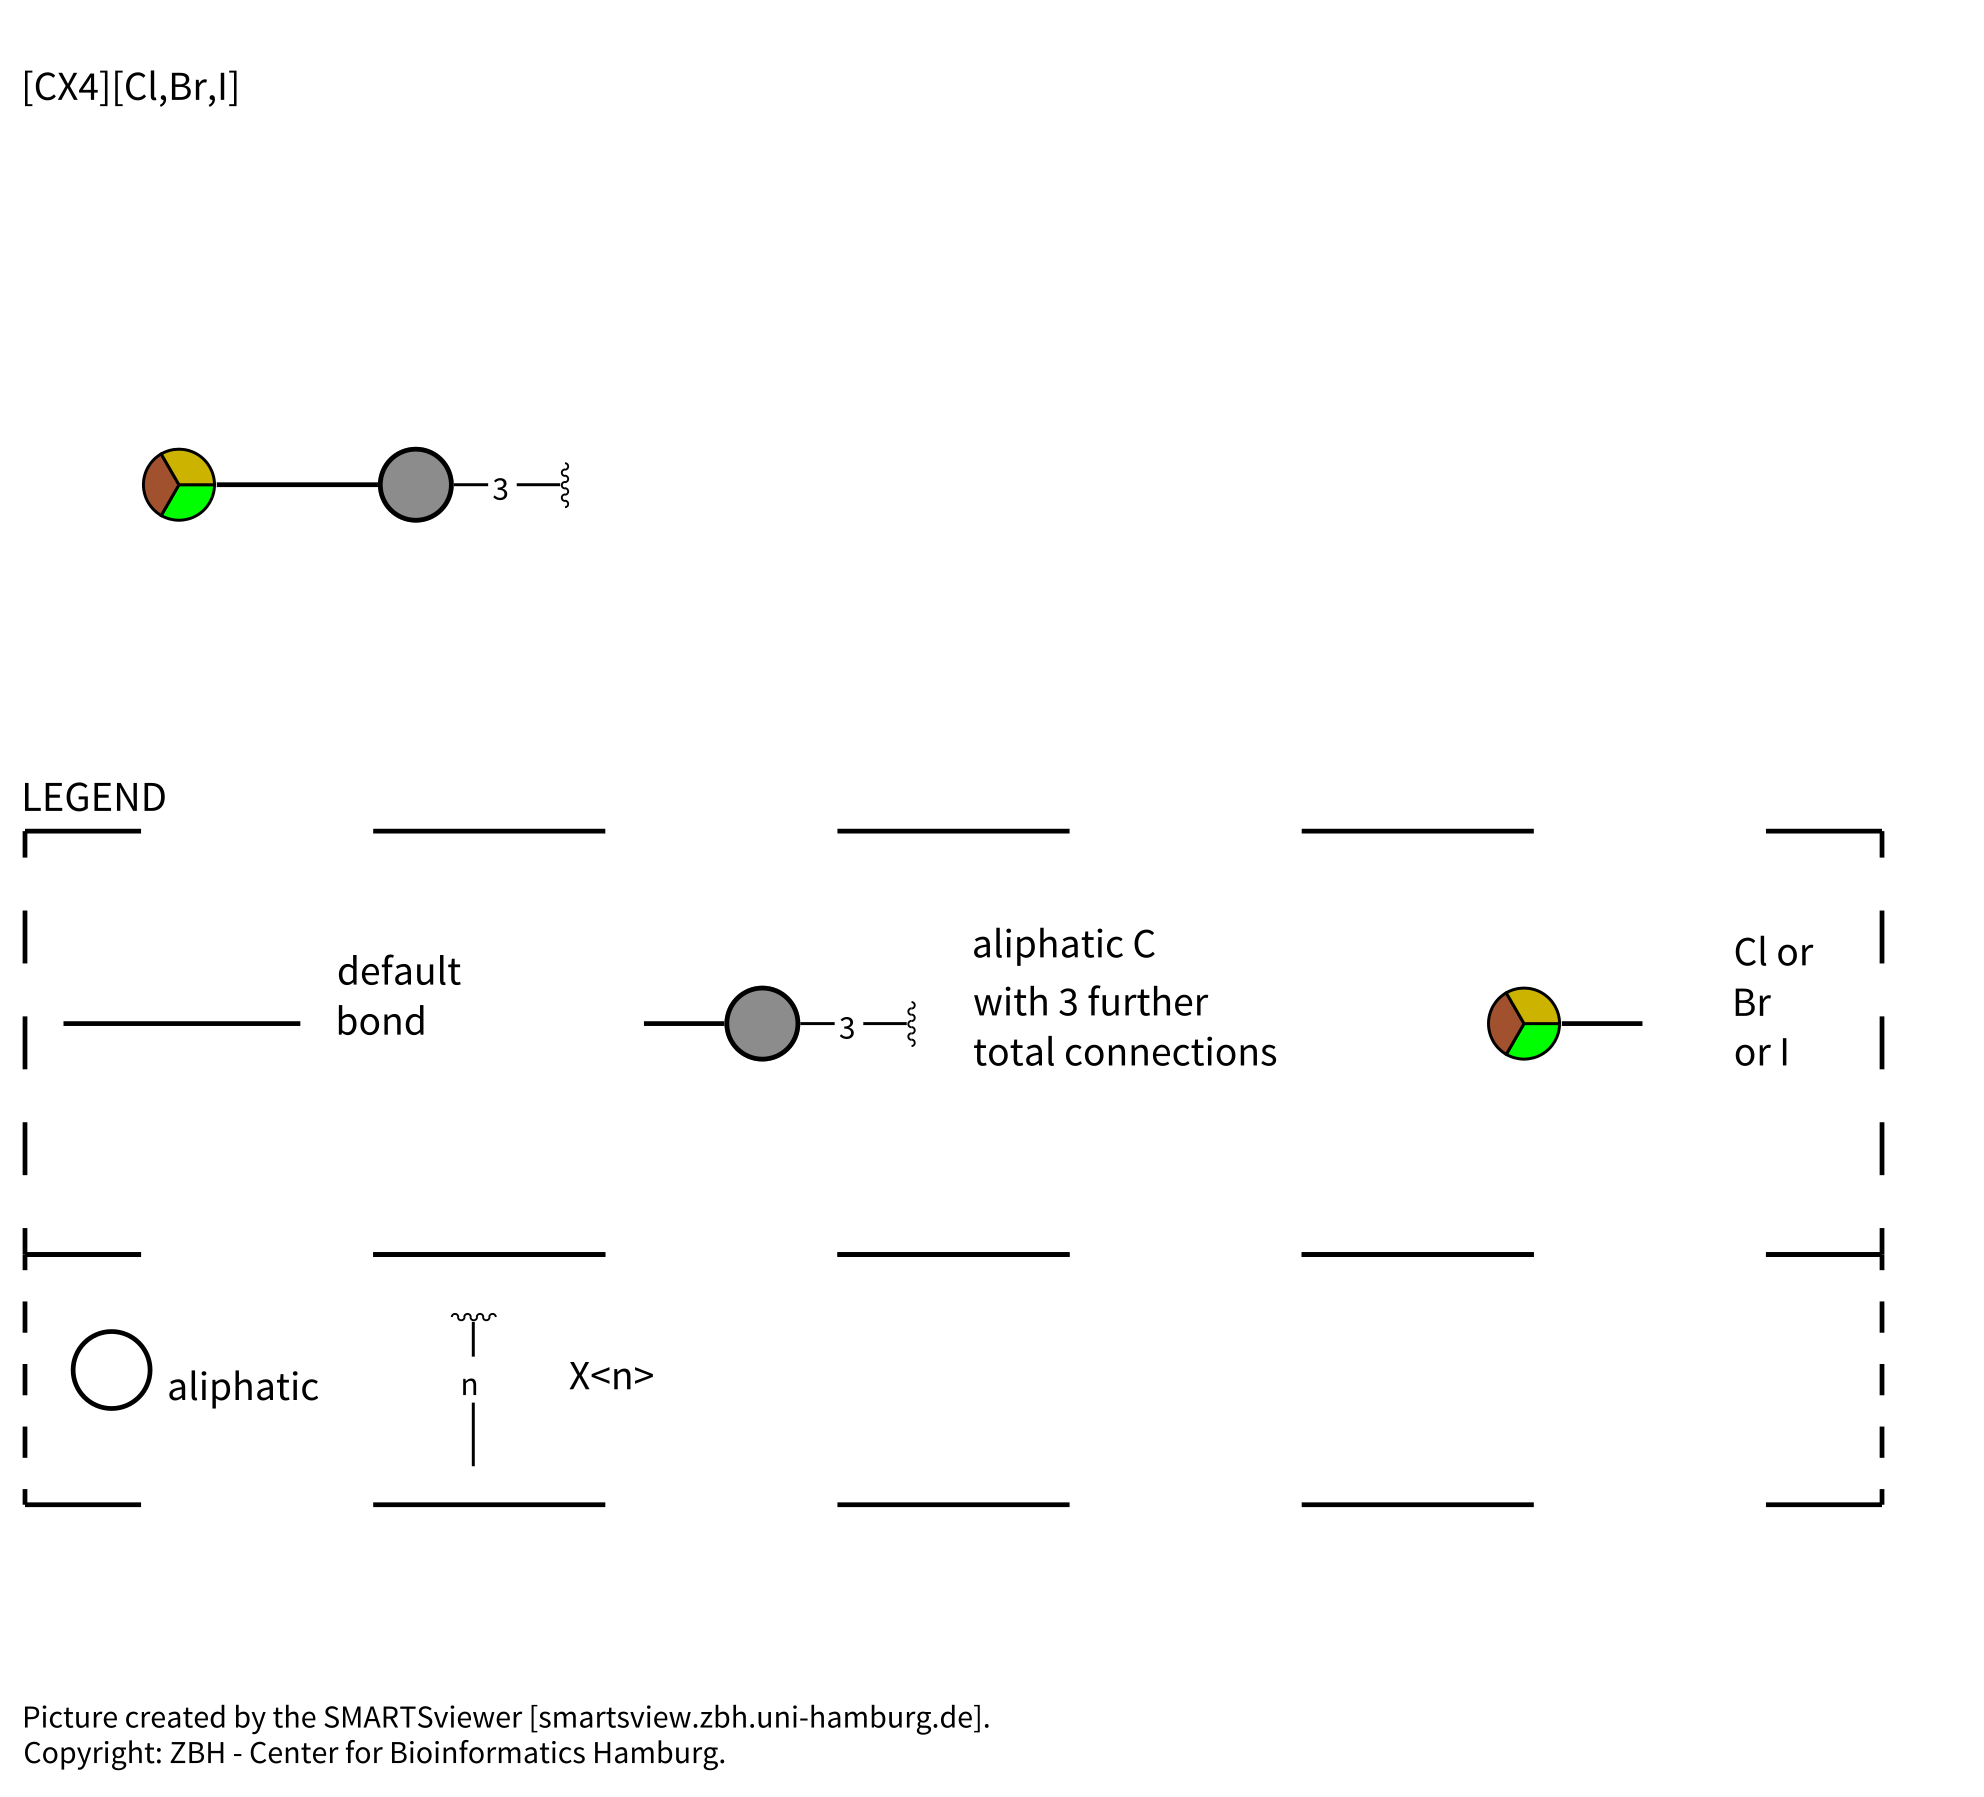 [CX4][Cl,Br,I]
3
LEGEND
default
bond
3
aliphatic C
with 3 further
total connections
Cl or
Br
or I
aliphatic
n
X<n>
Picture created by the SMARTSviewer [smartsview.zbh.uni-hamburg.de].
Copyright: ZBH - Center for Bioinformatics Hamburg.